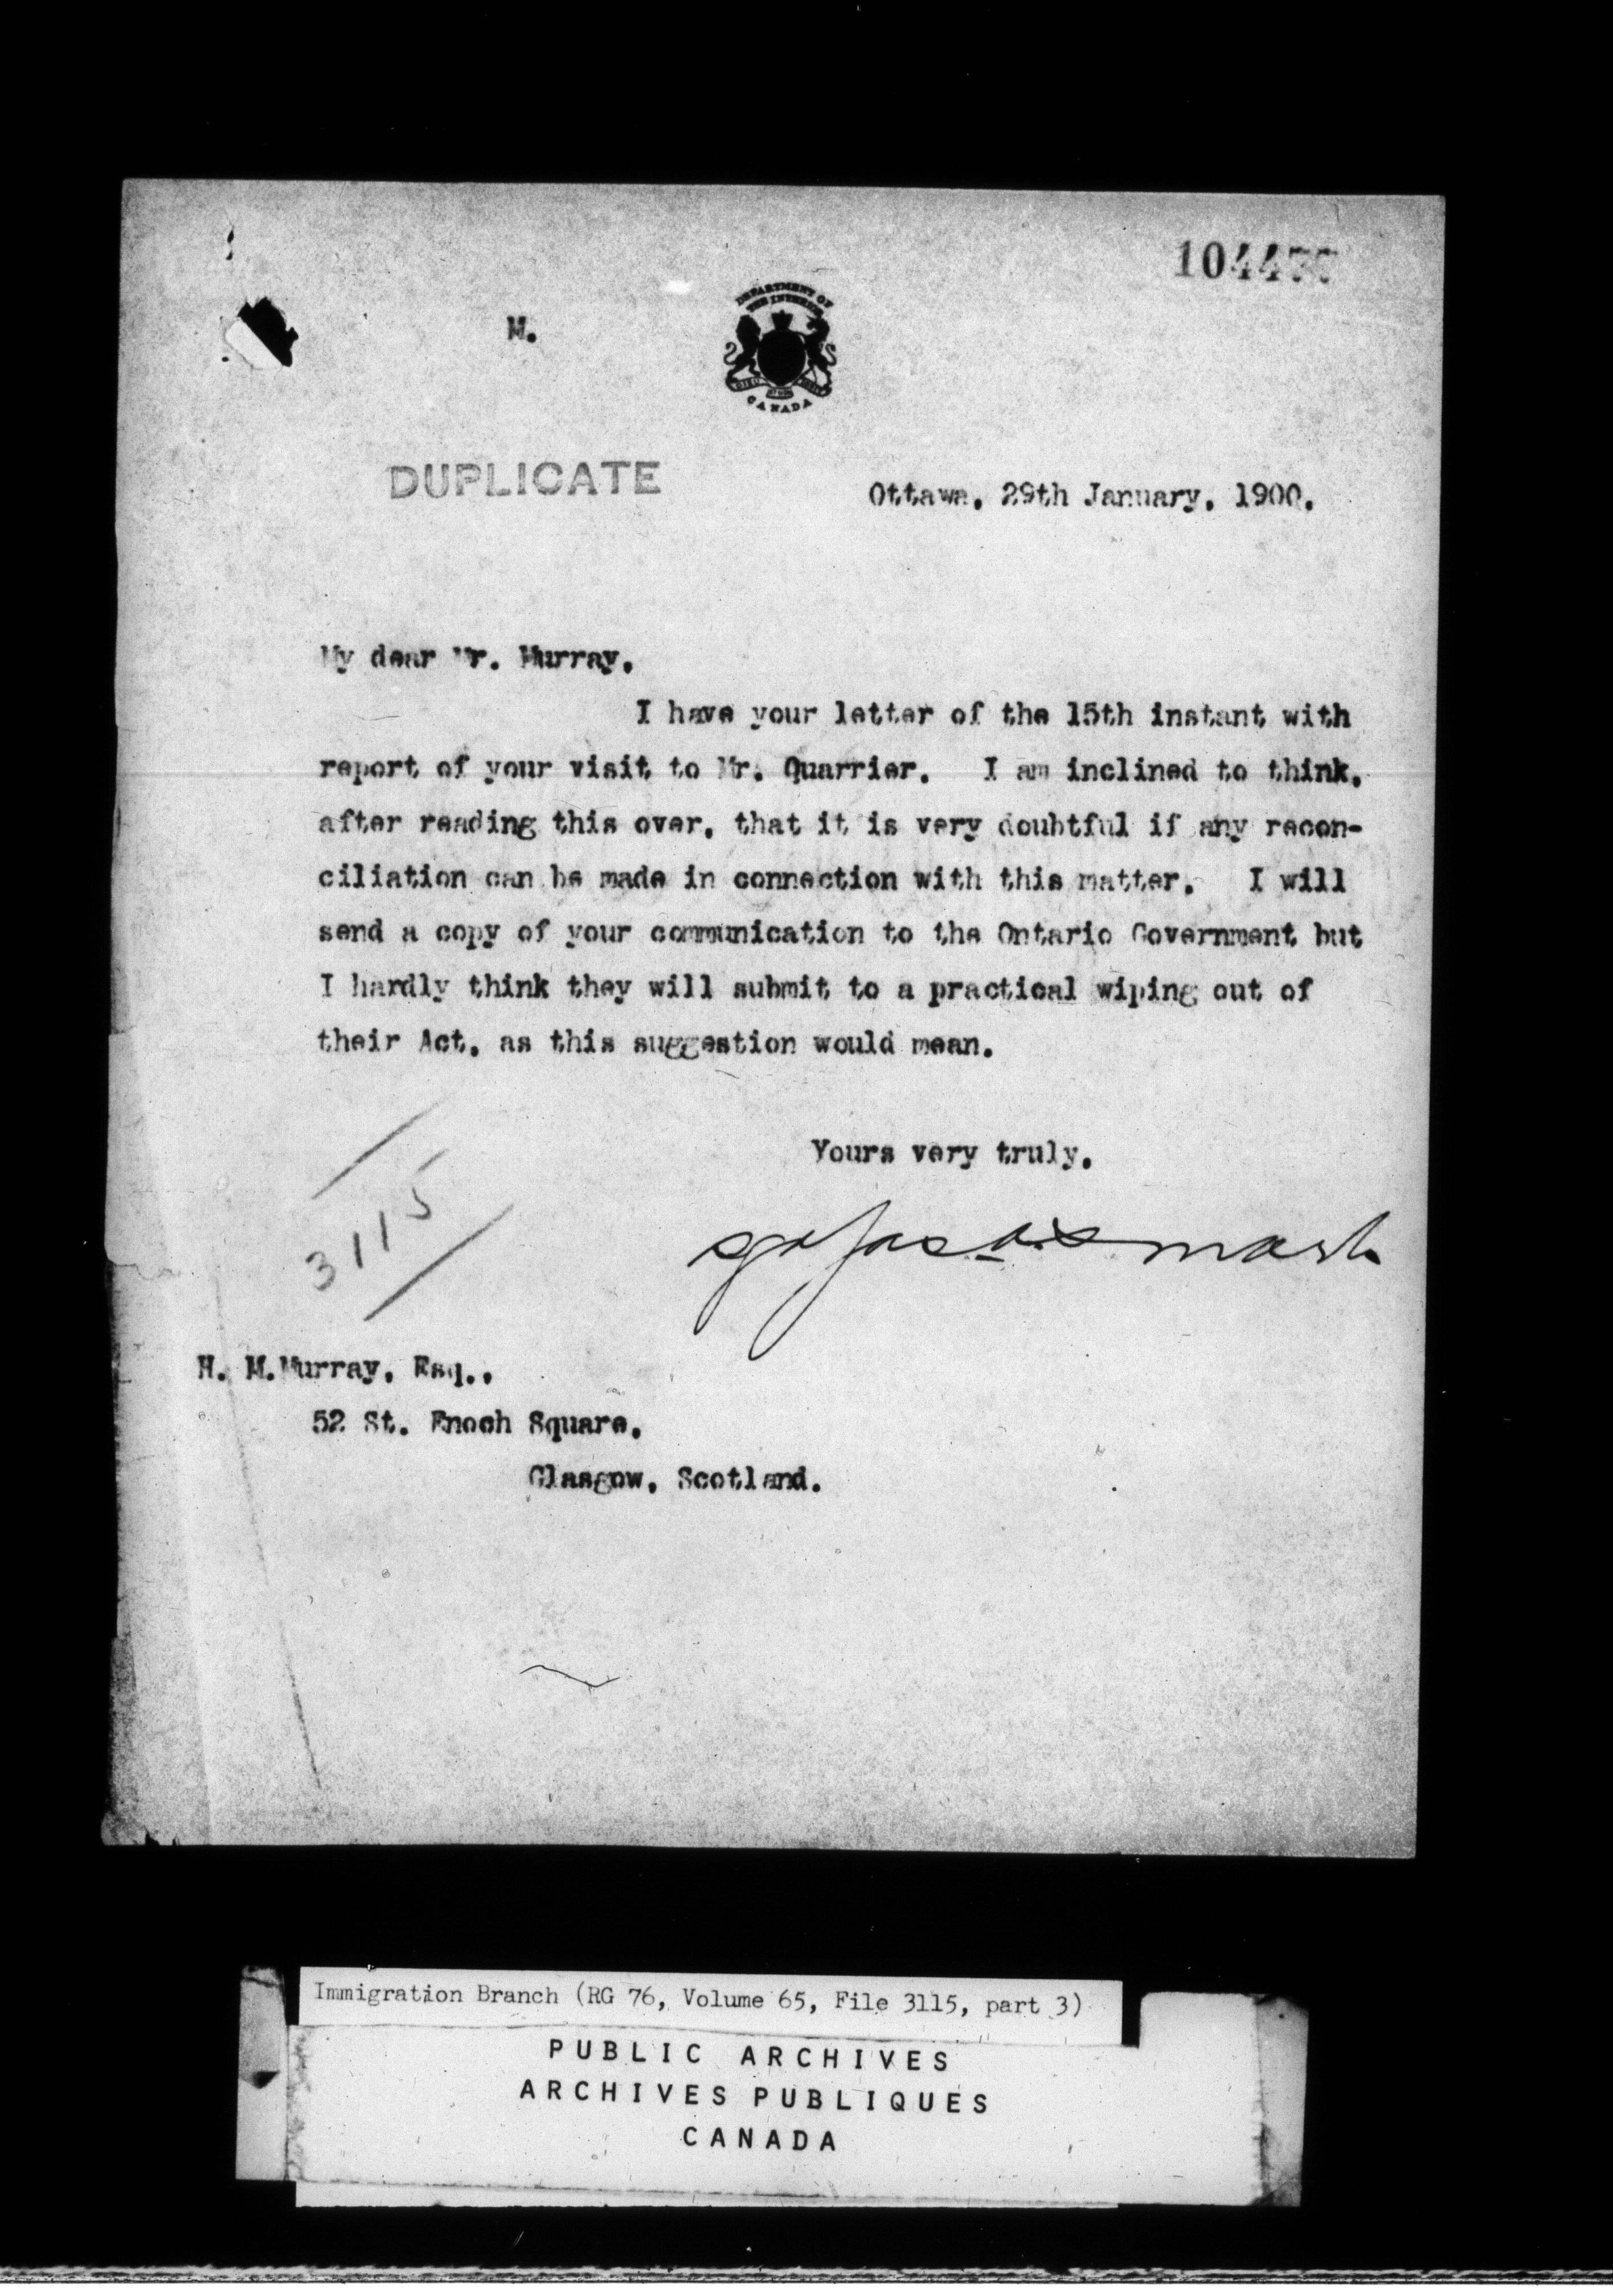 M.
DEPARTMENT OF
THE INTERIOR
CANADA
DUPLICATE
Ottawa, 29th January, 1900.
My dear Mr. Murray,
I have your letter of the 15th instant with
report of your visit to Mr. Quarrier. I am inclined to think,
after reading this over, that it is very doubtful if any recon-
ciliation can be made in connection with this matter. I will
send a copy of your communication to the Ontario Government but
I hardly think they will submit to a practical wiping out of
their Act, as this suggestion would mean.
Yours very truly,
3115
H. M. Murray, Esq.,
52 St. Enoch Square,
Glasgow, Scotland.
Immigration Branch (RG 76, Volume 65, File 3115, part 3)
PUBLIC ARCHIVES
ARCHIVES PUBLIQUES
CANADA